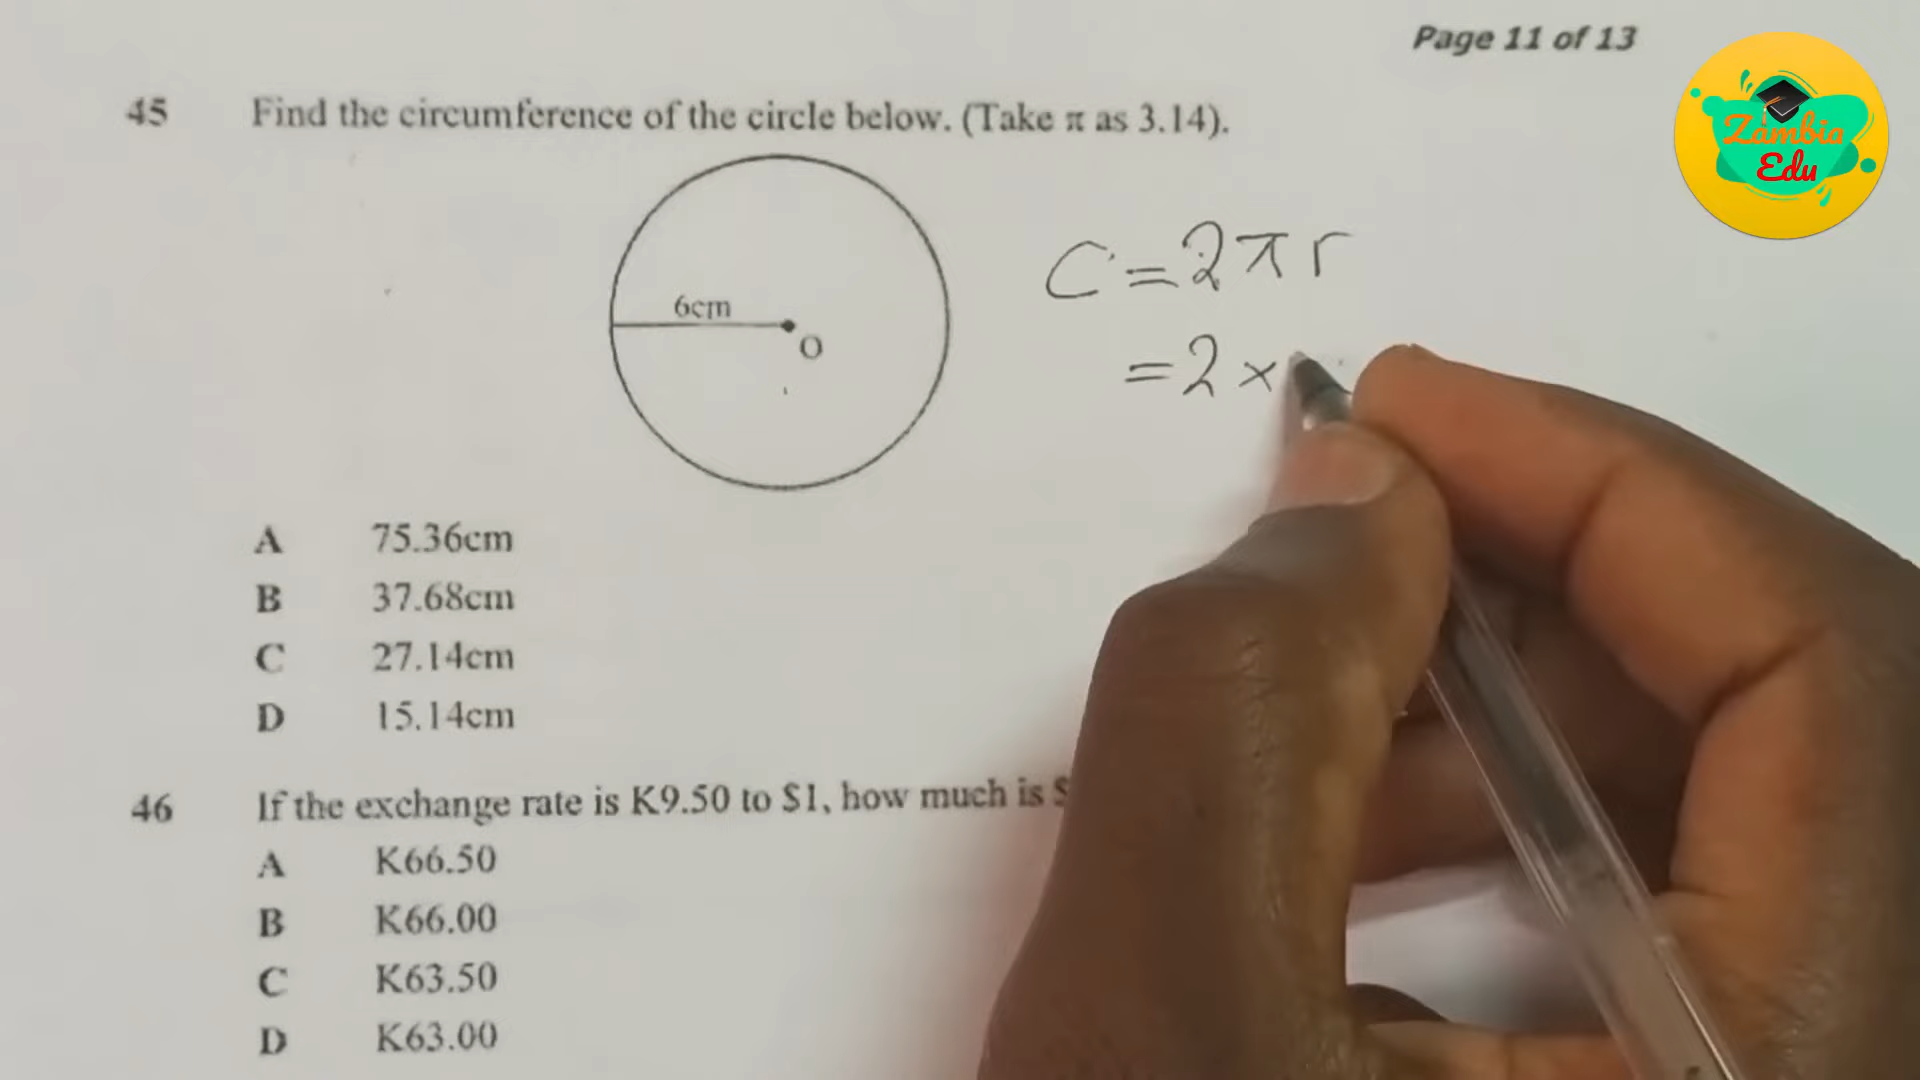 Page 11 of 13
Zambia
Edu
45 Find the circumference of the circle below. (Take π as 3.14).
6cm
O
C = 2 π r
= 2 ×
A 75.36cm
B 37.68cm
C 27.14cm
D 15.14cm
46 If the exchange rate is K9.50 to $1, how much is $
A K66.50
B K66.00
C K63.50
D K63.00